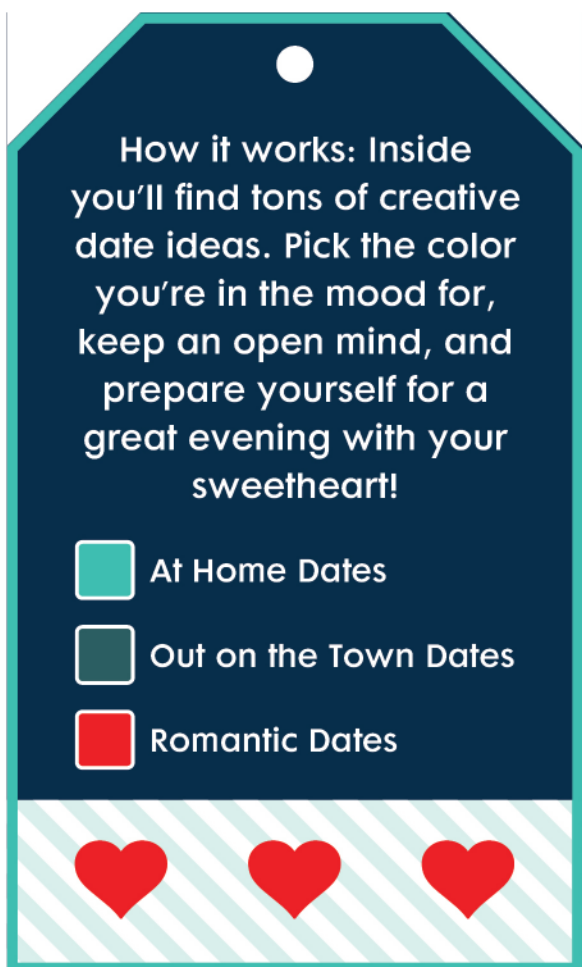 How it works: Inside
you'll find tons of creative
date ideas. Pick the color
you're in the mood for,
keep an open mind, and
prepare yourself for a
great evening with your
sweetheart!
At Home Dates
Out on the Town Dates
Romantic Dates